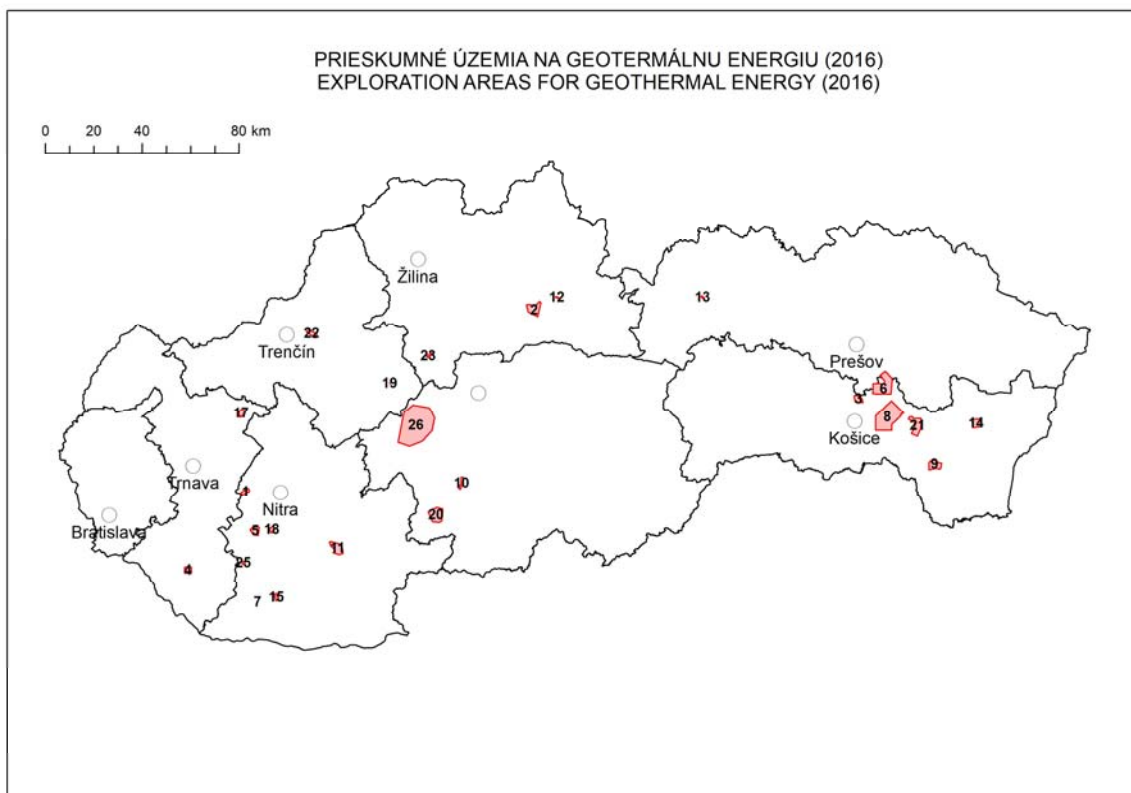 PRIESKUMNÉ ÚZEMIA NA GEOTERMÁLNU ENERGIU (2016)
EXPLORATION AREAS FOR GEOTHERMAL ENERGY (2016)
0 20 40 80 km
Žilina
12
13
2
22
Trenčín
Prešov
23
19
6
3
17
8
26
14
21
Košice
9
Trnava
10
1
Nitra
20
Bratislava
5 18
11
25
4
7 15